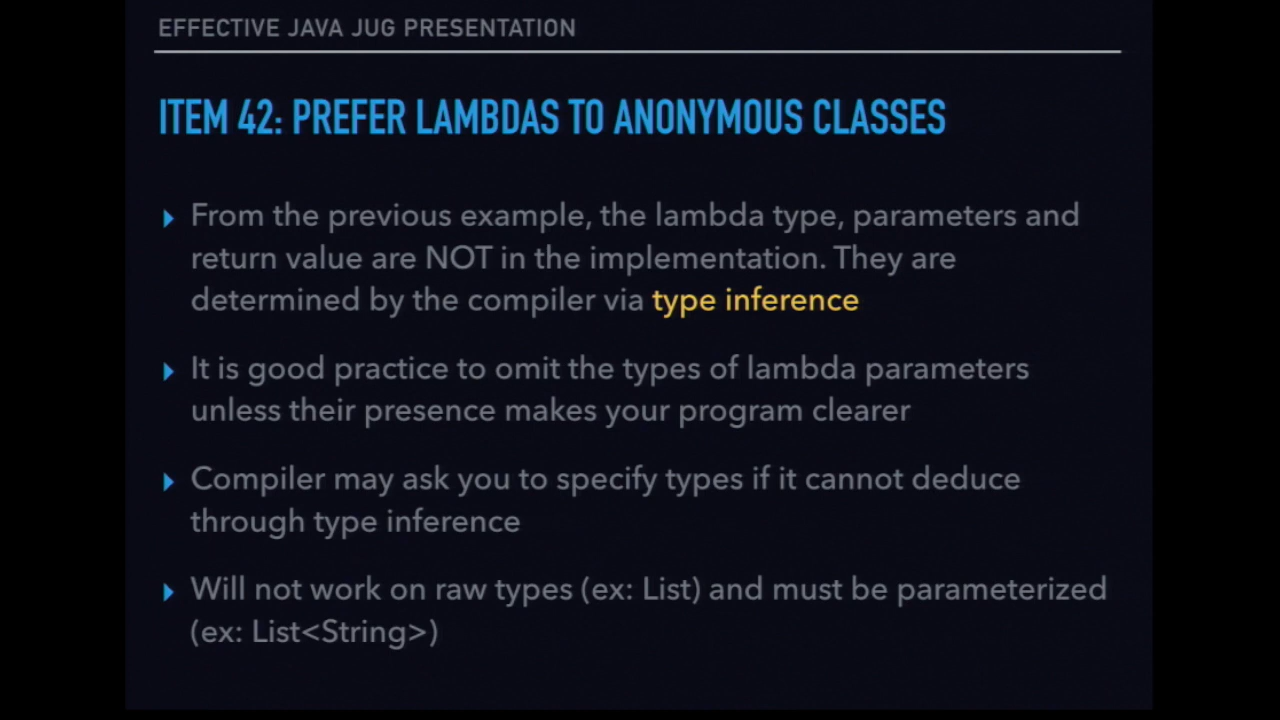 EFFECTIVE JAVA JUG PRESENTATION
ITEM 42: PREFER LAMBDAS TO ANONYMOUS CLASSES
From the previous example, the lambda type, parameters and
return value are NOT in the implementation. They are
determined by the compiler via type inference
It is good practice to omit the types of lambda parameters
unless their presence makes your program clearer
Compiler may ask you to specify types if it cannot deduce
through type inference
Will not work on raw types (ex: List) and must be parameterized
(ex: List<String>)